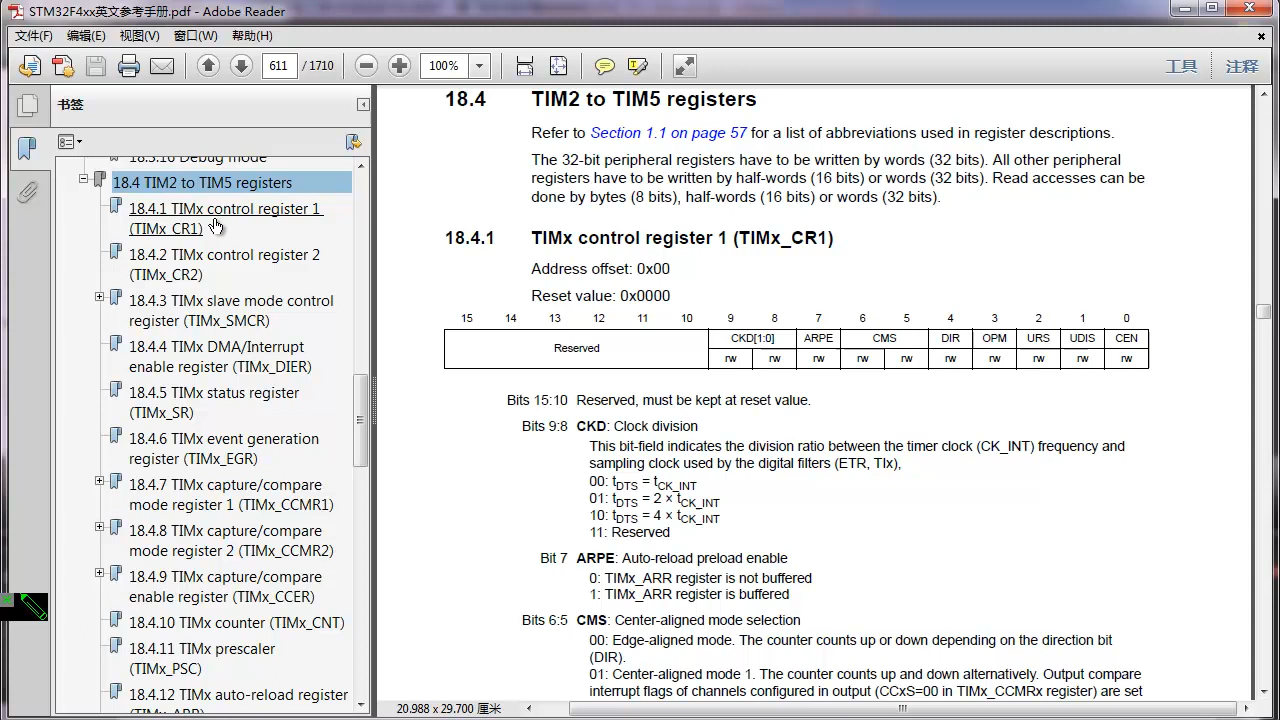 STM32F4xx英文参考手册.pdf - Adobe Reader
文件(F) 编辑(E) 视图(V) 窗口(W) 帮助(H)
611 / 1710 100% 工具 注释
书签
18.3.16 Debug mode
18.4 TIM2 to TIM5 registers
18.4.1 TIMx control register 1
(TIMx_CR1)
18.4.2 TIMx control register 2
(TIMx_CR2)
18.4.3 TIMx slave mode control
register (TIMx_SMCR)
18.4.4 TIMx DMA/Interrupt
enable register (TIMx_DIER)
18.4.5 TIMx status register
(TIMx_SR)
18.4.6 TIMx event generation
register (TIMx_EGR)
18.4.7 TIMx capture/compare
mode register 1 (TIMx_CCMR1)
18.4.8 TIMx capture/compare
mode register 2 (TIMx_CCMR2)
18.4.9 TIMx capture/compare
enable register (TIMx_CCER)
18.4.10 TIMx counter (TIMx_CNT)
18.4.11 TIMx prescaler
(TIMx_PSC)
18.4.12 TIMx auto-reload register
(TIMx_ARR)
18.4 TIM2 to TIM5 registers
Refer to Section 1.1 on page 57 for a list of abbreviations used in register descriptions.
The 32-bit peripheral registers have to be written by words (32 bits). All other peripheral
registers have to be written by half-words (16 bits) or words (32 bits). Read accesses can be
done by bytes (8 bits), half-words (16 bits) or words (32 bits).
18.4.1 TIMx control register 1 (TIMx_CR1)
Address offset: 0x00
Reset value: 0x0000
15 14 13 12 11 10 9 8 7 6 5 4 3 2 1 0
Reserved CKD[1:0] ARPE CMS DIR OPM URS UDIS CEN
rw rw rw rw rw rw rw rw rw rw
Bits 15:10 Reserved, must be kept at reset value.
Bits 9:8 CKD: Clock division
This bit-field indicates the division ratio between the timer clock (CK_INT) frequency and
sampling clock used by the digital filters (ETR, TIx),
00: tDTS = tCK_INT
01: tDTS = 2 × tCK_INT
10: tDTS = 4 × tCK_INT
11: Reserved
Bit 7 ARPE: Auto-reload preload enable
0: TIMx_ARR register is not buffered
1: TIMx_ARR register is buffered
Bits 6:5 CMS: Center-aligned mode selection
00: Edge-aligned mode. The counter counts up or down depending on the direction bit
(DIR).
01: Center-aligned mode 1. The counter counts up and down alternatively. Output compare
interrupt flags of channels configured in output (CCxS=00 in TIMx_CCMRx register) are set
20.988 x 29.700 厘米